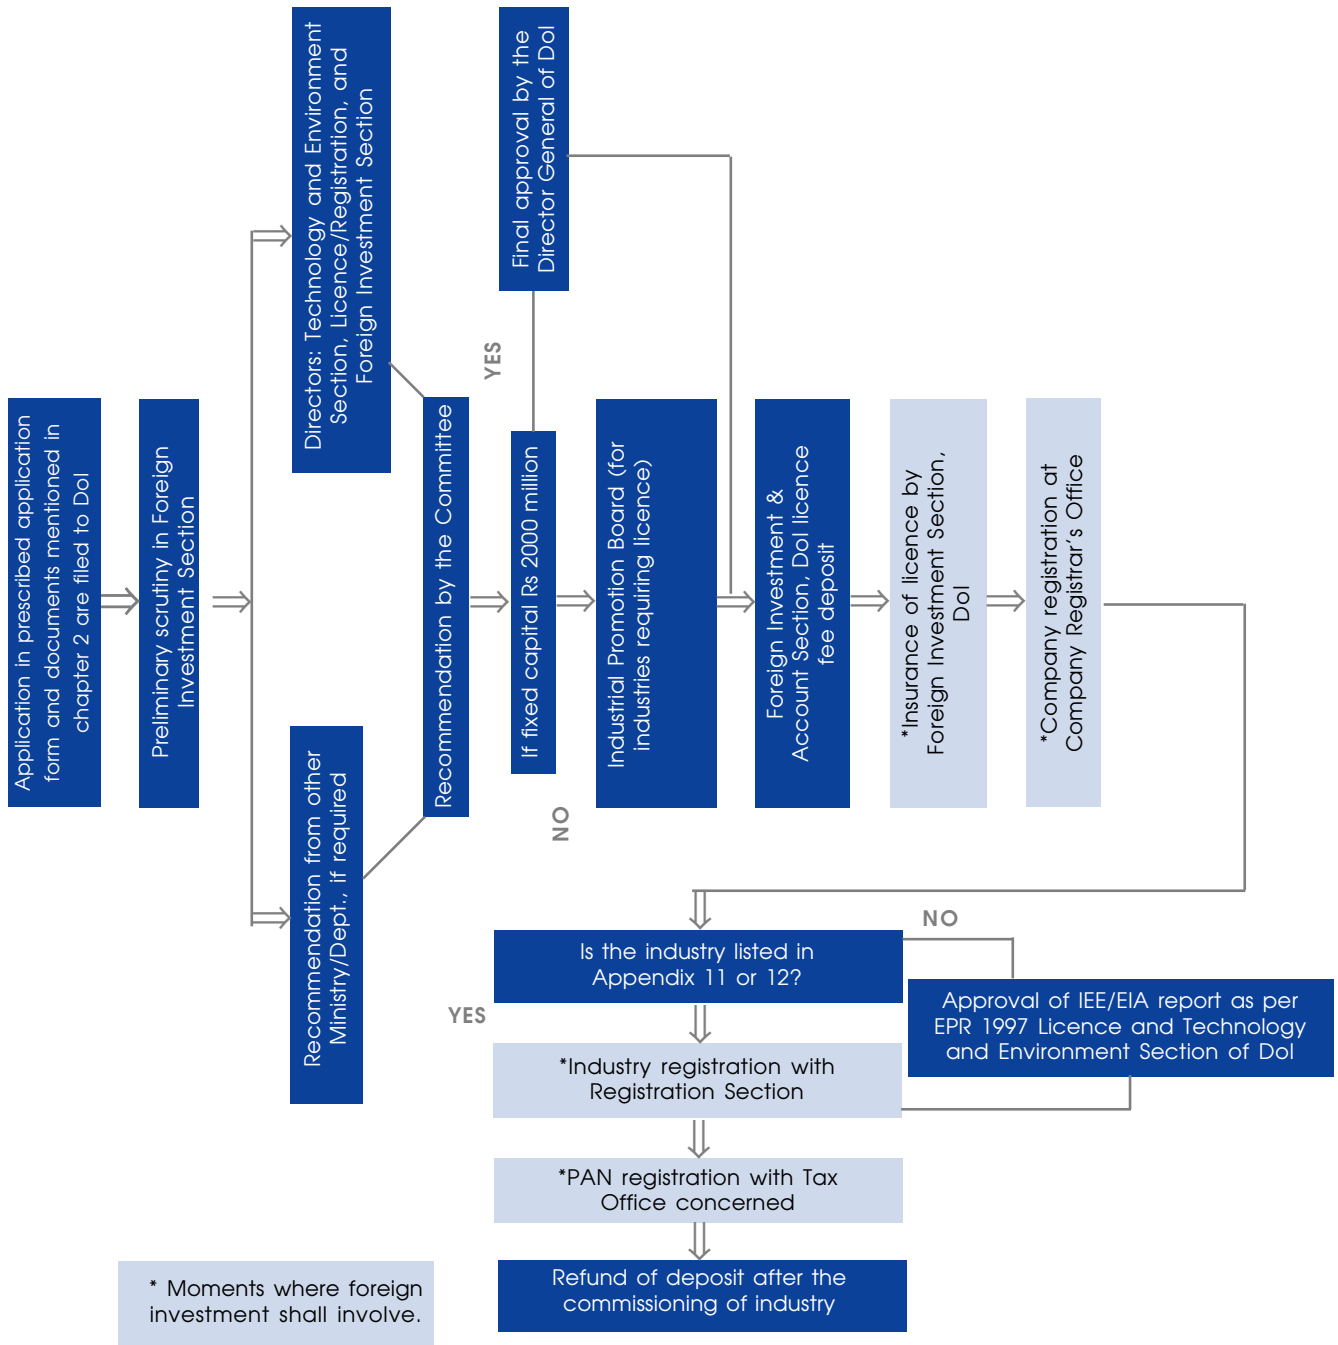 Application in prescribed application
form and documents mentioned in
chapter 2 are filed to DoI
Preliminary scrutiny in Foreign
Investment Section
Directors: Technology and Environment
Section, Licence/Registration, and
Foreign Investment Section
Recommendation from other
Ministry/Dept., if required
Recommendation by the Committee
If fixed capital Rs 2000 million
YES
Final approval by the
Director General of DoI
NO
Industrial Promotion Board (for
industries requiring licence)
Foreign Investment &
Account Section, DoI licence
fee deposit
*Insurance of licence by
Foreign Investment Section,
DoI
*Company registration at
Company Registrar's Office
Is the industry listed in
Appendix 11 or 12?
NO
Approval of IEE/EIA report as per
EPR 1997 Licence and Technology
and Environment Section of DoI
YES
*Industry registration with
Registration Section
*PAN registration with Tax
Office concerned
Refund of deposit after the
commissioning of industry
* Moments where foreign
investment shall involve.